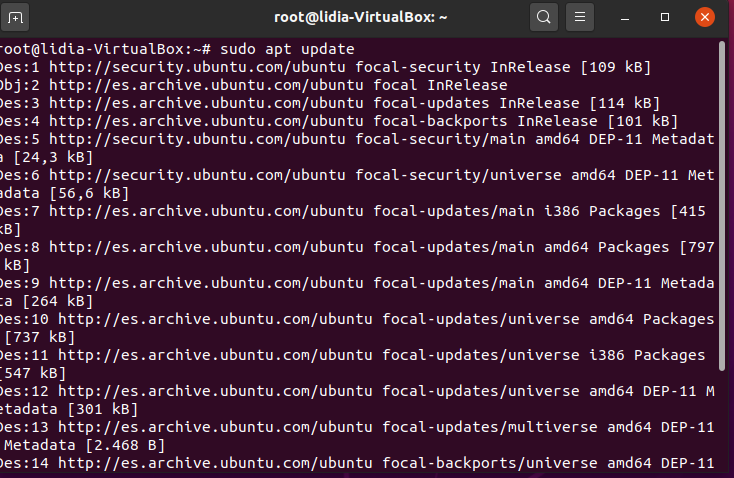 root@lidia-VirtualBox: ~
root@lidia-VirtualBox:~# sudo apt update
Des:1 http://security.ubuntu.com/ubuntu focal-security InRelease [109 kB]
Obj:2 http://es.archive.ubuntu.com/ubuntu focal InRelease
Des:3 http://es.archive.ubuntu.com/ubuntu focal-updates InRelease [114 kB]
Des:4 http://es.archive.ubuntu.com/ubuntu focal-backports InRelease [101 kB]
Des:5 http://security.ubuntu.com/ubuntu focal-security/main amd64 DEP-11 Metadat
a [24,3 kB]
Des:6 http://security.ubuntu.com/ubuntu focal-security/universe amd64 DEP-11 Met
adata [56,6 kB]
Des:7 http://es.archive.ubuntu.com/ubuntu focal-updates/main i386 Packages [415
kB]
Des:8 http://es.archive.ubuntu.com/ubuntu focal-updates/main amd64 Packages [797
kB]
Des:9 http://es.archive.ubuntu.com/ubuntu focal-updates/main amd64 DEP-11 Metada
ta [264 kB]
Des:10 http://es.archive.ubuntu.com/ubuntu focal-updates/universe amd64 Packages
[737 kB]
Des:11 http://es.archive.ubuntu.com/ubuntu focal-updates/universe i386 Packages
[547 kB]
Des:12 http://es.archive.ubuntu.com/ubuntu focal-updates/universe amd64 DEP-11 M
etadata [301 kB]
Des:13 http://es.archive.ubuntu.com/ubuntu focal-updates/multiverse amd64 DEP-11
Metadata [2.468 B]
Des:14 http://es.archive.ubuntu.com/ubuntu focal-backports/universe amd64 DEP-11